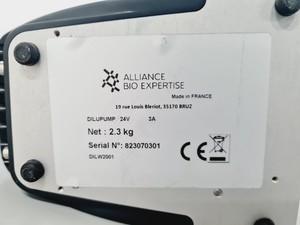 ALLIANCE
BIO EXPERTISE
Made in FRANCE
19 rue Louis Bleriot, 35170 BRUZ
DILUPUMP 24V 3A
Net : 2.3 kg
Serial N°: 823070301
DILW2001
CE